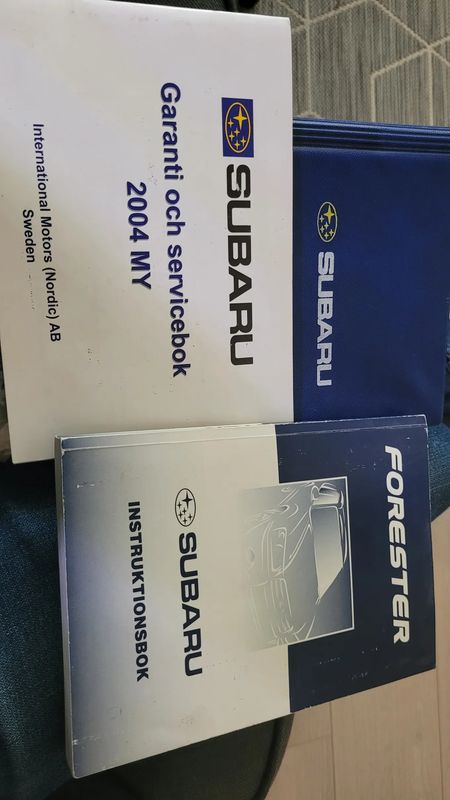 SUBARU
Garanti och servicebok
2004 MY
International Motors (Nordic) AB
Sweden
SUBARU
FORESTER
SUBARU
INSTRUKTIONSBOK